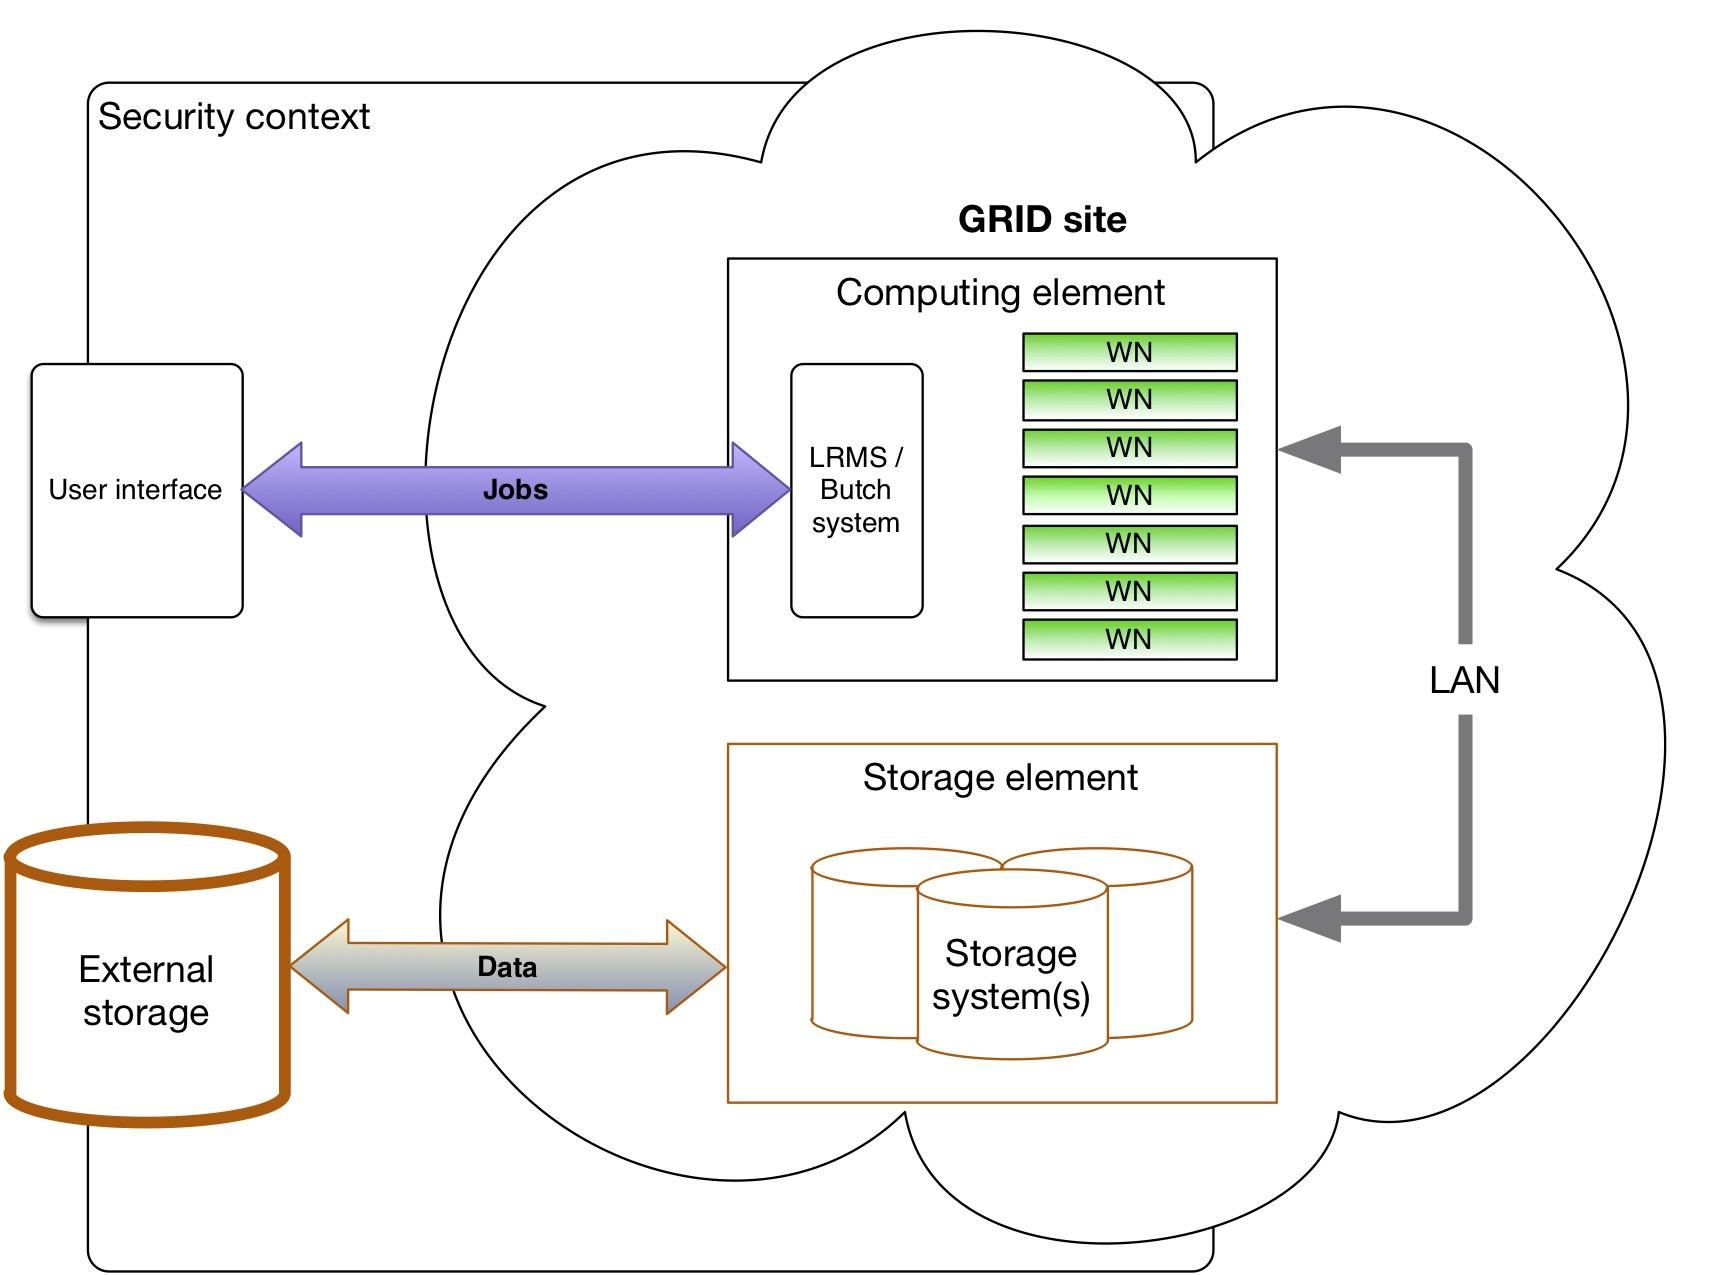 Security context
GRID site
Computing element
WN
WN
WN
WN
WN
WN
WN
LRMS /
Butch
system
User interface
Jobs
LAN
Storage element
Storage
system(s)
External
storage
Data